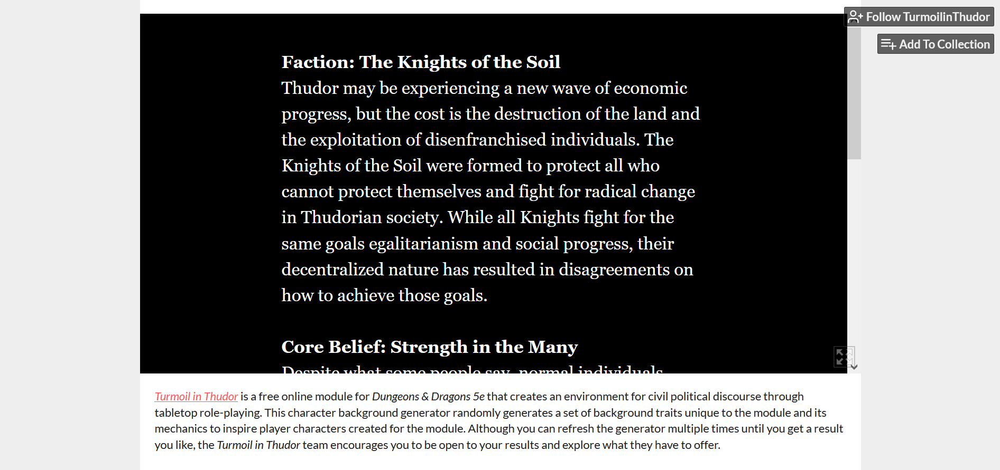 Follow TurmoilinThudor
Add To Collection
Faction: The Knights of the Soil
Thudor may be experiencing a new wave of economic
progress, but the cost is the destruction of the land and
the exploitation of disenfranchised individuals. The
Knights of the Soil were formed to protect all who
cannot protect themselves and fight for radical change
in Thudorian society. While all Knights fight for the
same goals egalitarianism and social progress, their
decentralized nature has resulted in disagreements on
how to achieve those goals.
Core Belief: Strength in the Many
Despite what some people say, normal individuals
Turmoil in Thudor is a free online module for Dungeons & Dragons 5e that creates an environment for civil political discourse through
tabletop role-playing. This character background generator randomly generates a set of background traits unique to the module and its
mechanics to inspire player characters created for the module. Although you can refresh the generator multiple times until you get a result
you like, the Turmoil in Thudor team encourages you to be open to your results and explore what they have to offer.